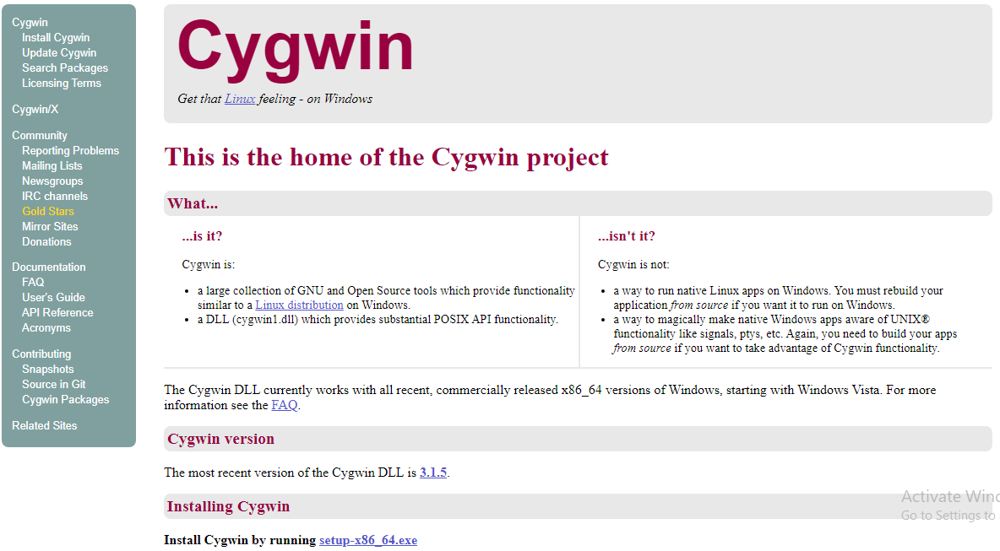 Cygwin
Install Cygwin
Update Cygwin
Search Packages
Licensing Terms
Cygwin/X
Community
Reporting Problems
Mailing Lists
Newsgroups
IRC channels
Gold Stars
Mirror Sites
Donations
Documentation
FAQ
User's Guide
API Reference
Acronyms
Contributing
Snapshots
Source in Git
Cygwin Packages
Related Sites
Cygwin
Get that Linux feeling - on Windows
This is the home of the Cygwin project
What...
...is it?
Cygwin is:
• a large collection of GNU and Open Source tools which provide functionality
similar to a Linux distribution on Windows.
• a DLL (cygwin1.dll) which provides substantial POSIX API functionality.
...isn't it?
Cygwin is not:
• a way to run native Linux apps on Windows. You must rebuild your
application from source if you want it to run on Windows.
• a way to magically make native Windows apps aware of UNIX®
functionality like signals, ptys, etc. Again, you need to build your apps
from source if you want to take advantage of Cygwin functionality.
The Cygwin DLL currently works with all recent, commercially released x86_64 versions of Windows, starting with Windows Vista. For more
information see the FAQ.
Cygwin version
The most recent version of the Cygwin DLL is 3.1.5.
Installing Cygwin
Activate Wind
Go to Settings to
Install Cygwin by running setup-x86_64.exe